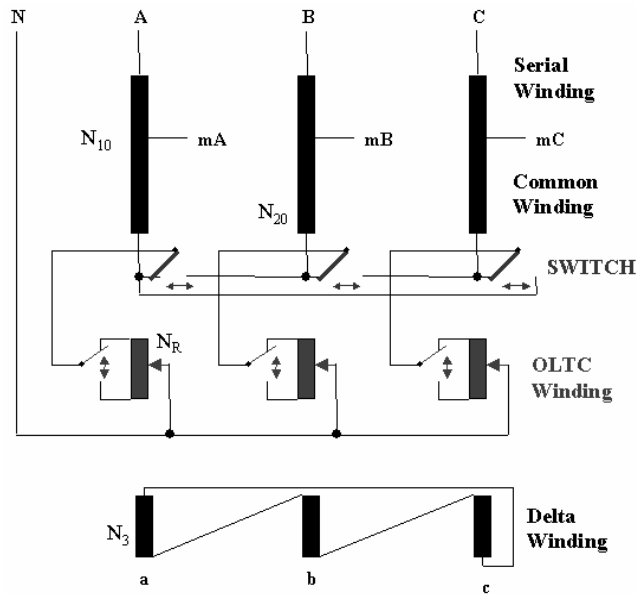 N A B C
Serial
Winding
N10 mA mB mC
Common
Winding
N20
SWITCH
NR
OLTC
Winding
N3
Delta
Winding
a b c